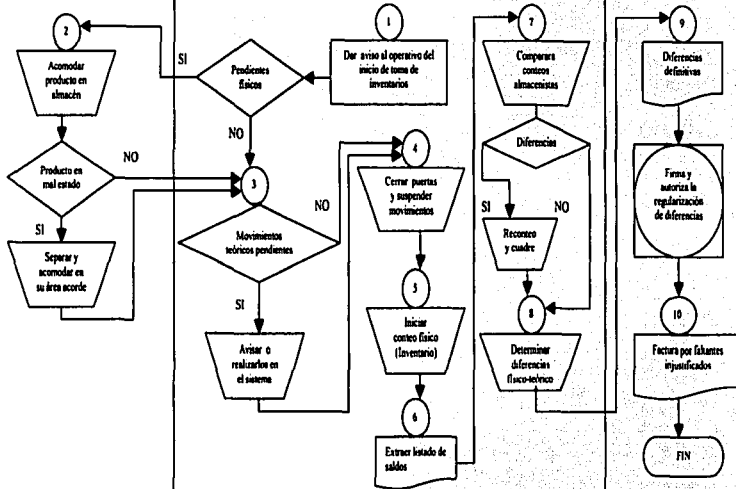 1
Dar aviso al operativo del
inicio de toma de
inventarios
Pendientes
físicos
SI
NO
2
Acomodar
producto en
almacén
Producto en
mal estado
NO
SI
Separar y
acomodar en
su área acorde
3
Movimientos
teóricos pendientes
NO
SI
Avisar o
realizarlos en
el sistema
4
Cerrar puertas
y suspender
movimientos
5
Iniciar
conteo físico
(Inventario)
6
Extraer listado de
saldos
7
Comparara
conteos
almacenistas
Diferencias
SI
NO
Reconteo
y cuadre
8
Determinar
diferencias
físico-teórico
9
Diferencias
definitivas
Firma y
autoriza la
regularización
de diferencias
10
Factura por faltantes
injustificados
FIN